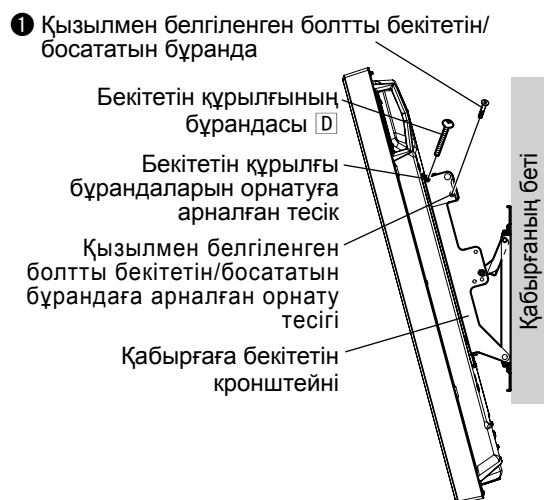 ❶ Қызылмен белгіленген болтты бекітетін/
босататын бұранда
Бекітетін құрылғының
бұрандасы D
Бекітетін құрылғы
бұрандаларын орнатуға
арналған тесік
Қызылмен белгіленген
болтты бекітетін/босататын
бұрандаға арналған орнату
тесігі
Қабырғаға бекітетін
кронштейні
Қабырғаның беті